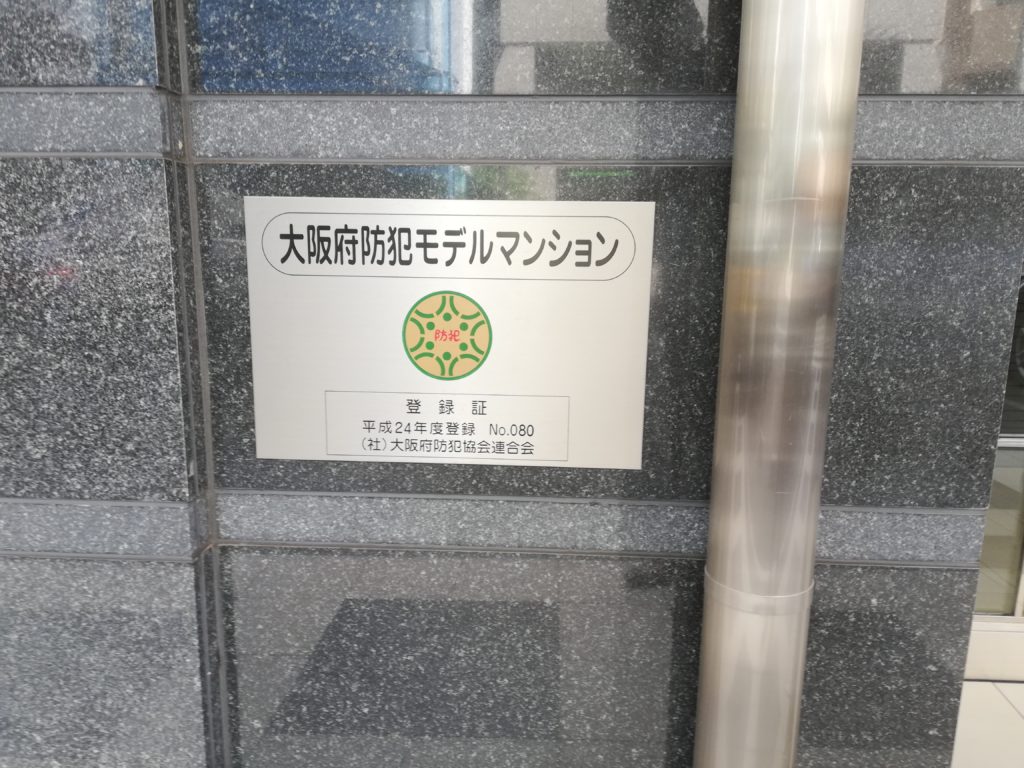 大阪府防犯モデルマンション
防犯
登録証
平成24年度登録 No.080
(社)大阪府防犯協会連合会